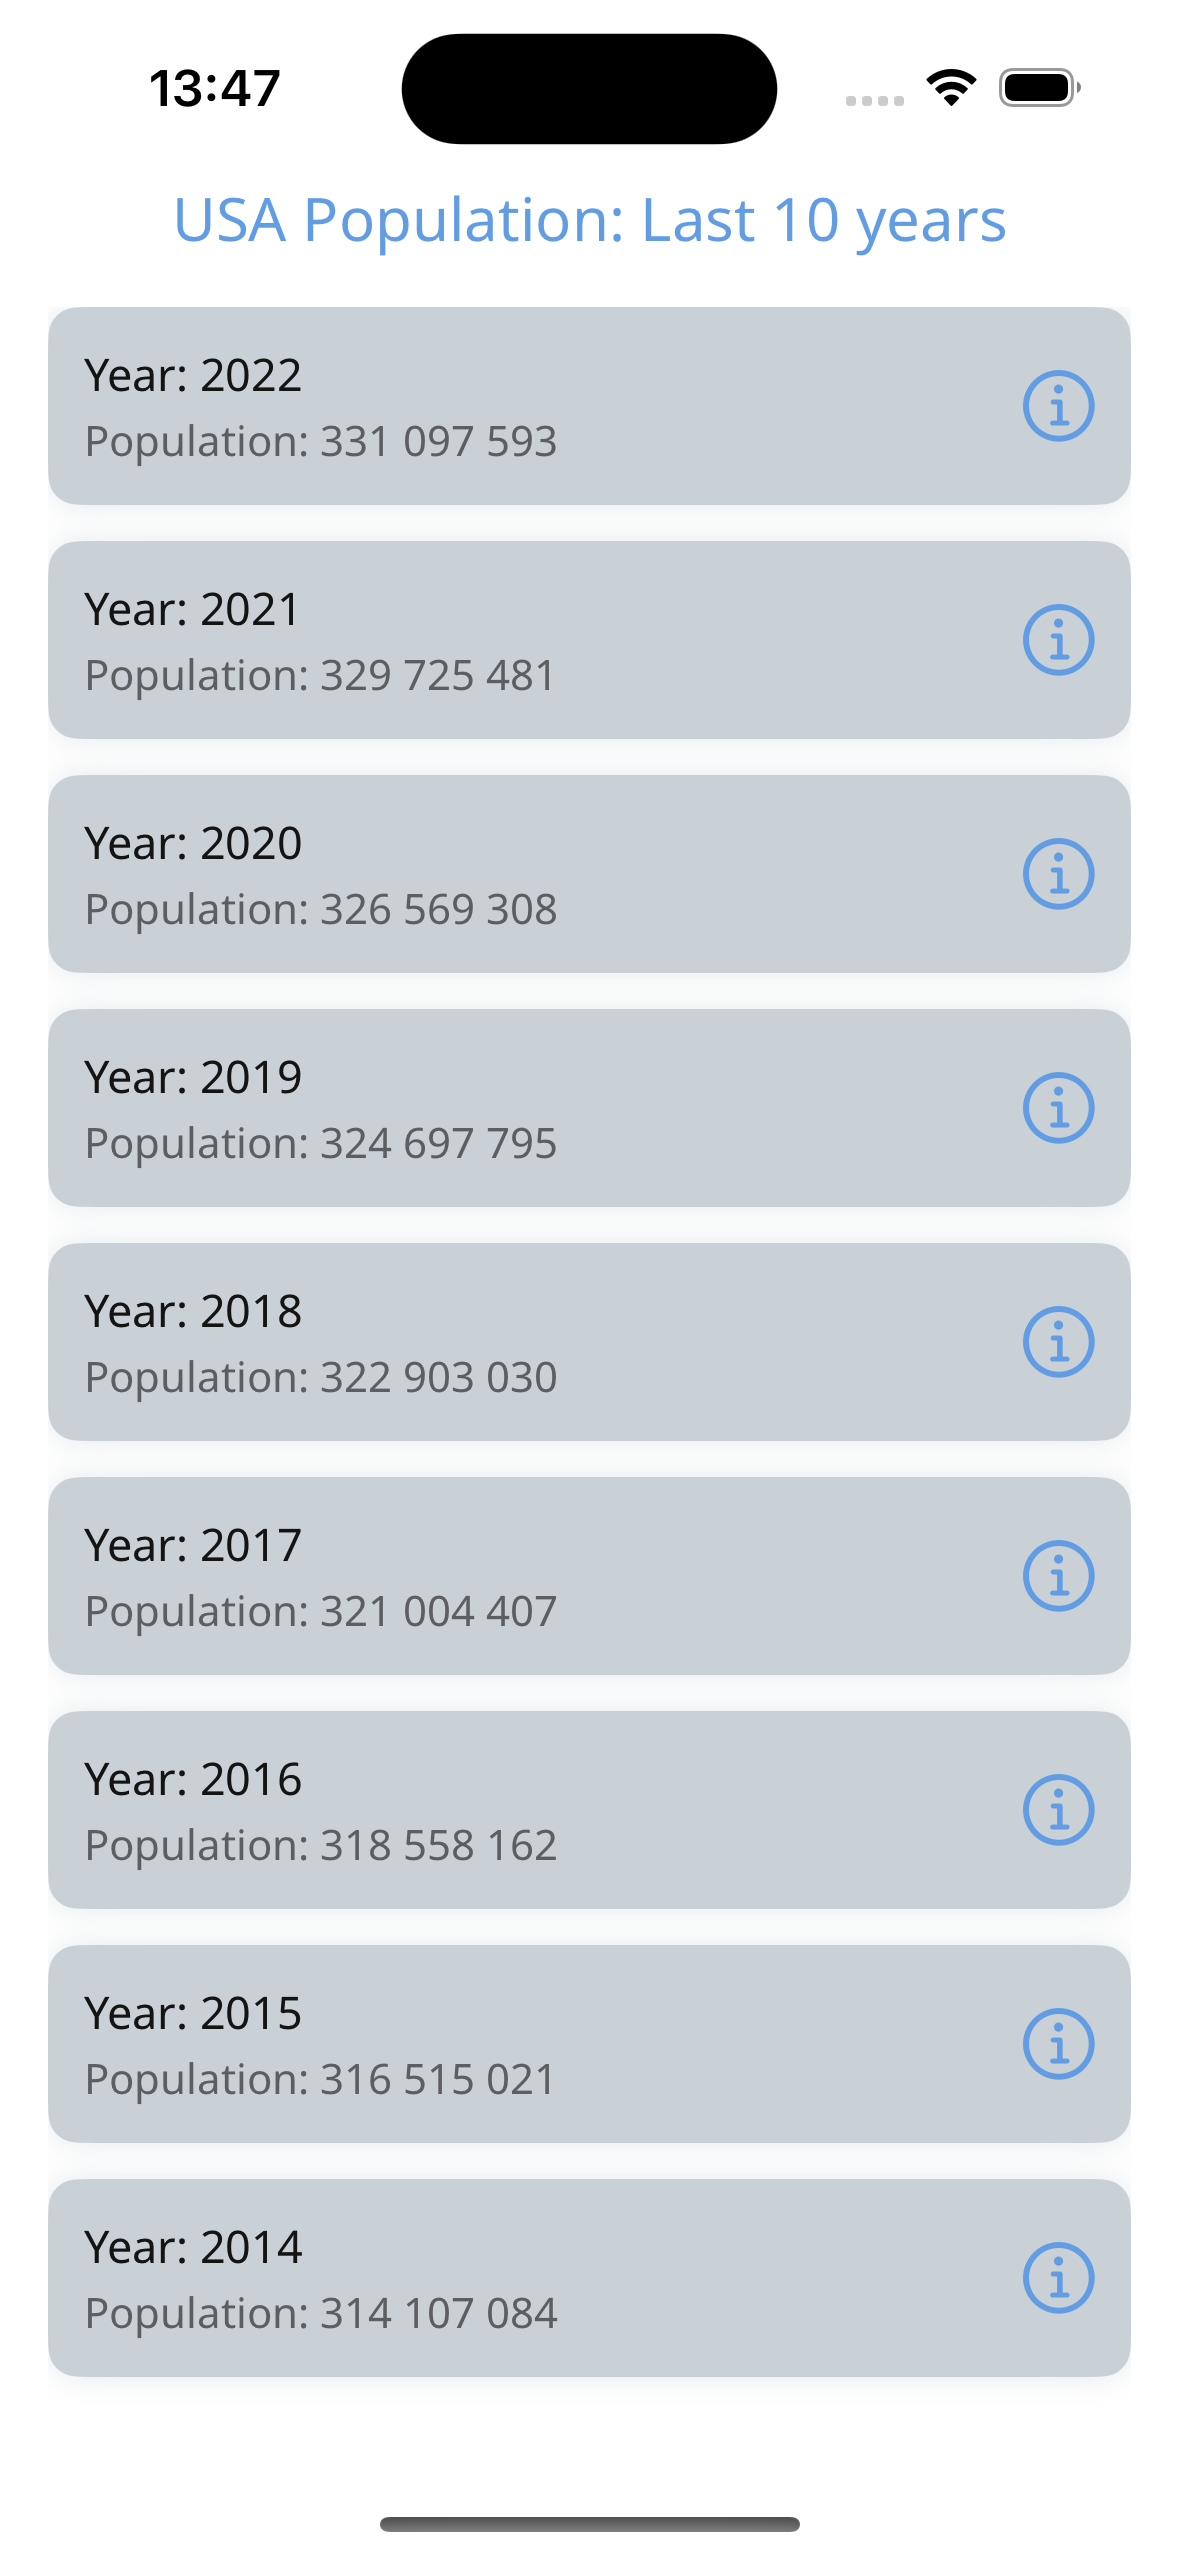 13:47
USA Population: Last 10 years
Year: 2022
Population: 331 097 593
Year: 2021
Population: 329 725 481
Year: 2020
Population: 326 569 308
Year: 2019
Population: 324 697 795
Year: 2018
Population: 322 903 030
Year: 2017
Population: 321 004 407
Year: 2016
Population: 318 558 162
Year: 2015
Population: 316 515 021
Year: 2014
Population: 314 107 084